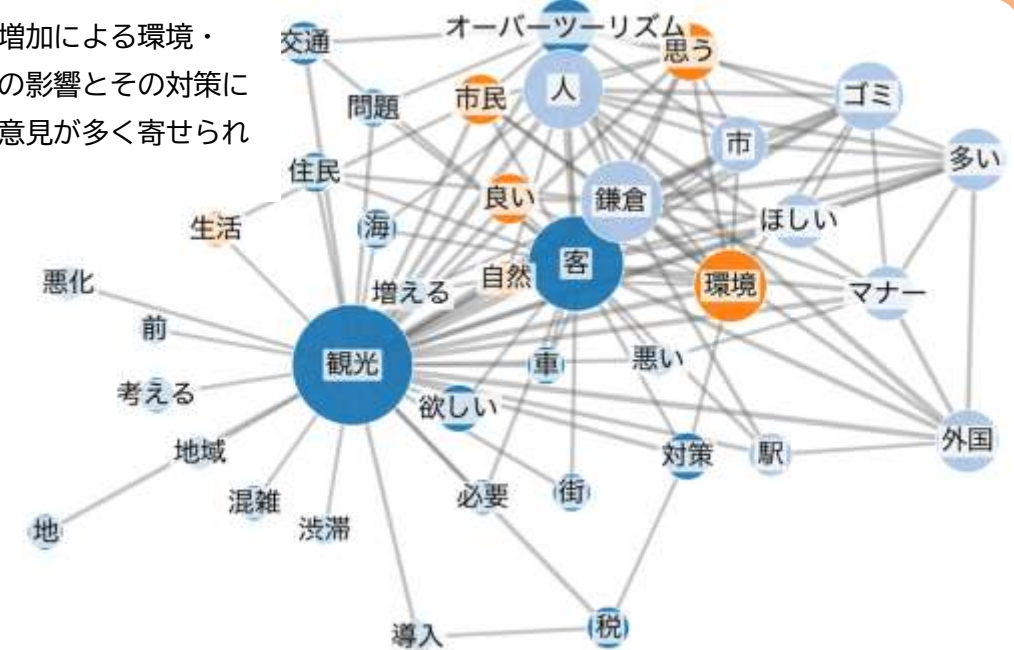 増加による環境・
の影響とその対策に
意見が多く寄せられ
オーバーツーリズム
交通
思う
人
ゴミ
市民
問題
市
多い
住民
良い
鎌倉
ほしい
生活
海
客
自然
環境
悪化
増える
マナー
前
観光
車
悪い
考える
欲しい
外国
地域
対策
駅
混雑
必要
街
渋滞
地
導入
税